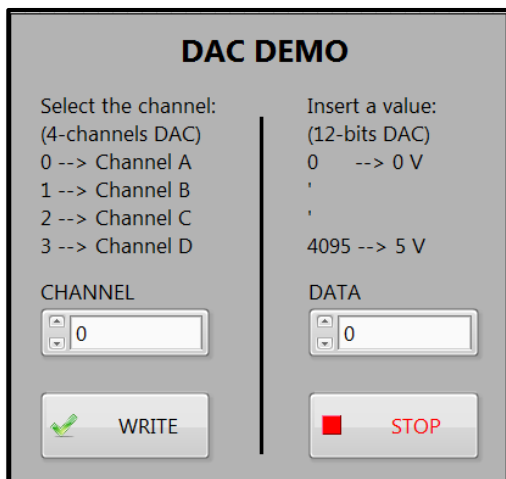 DAC DEMO
Select the channel:
(4-channels DAC)
0 --> Channel A
1 --> Channel B
2 --> Channel C
3 --> Channel D
CHANNEL
0
WRITE
Insert a value:
(12-bits DAC)
0 --> 0 V
'
'
4095 --> 5 V
DATA
0
STOP